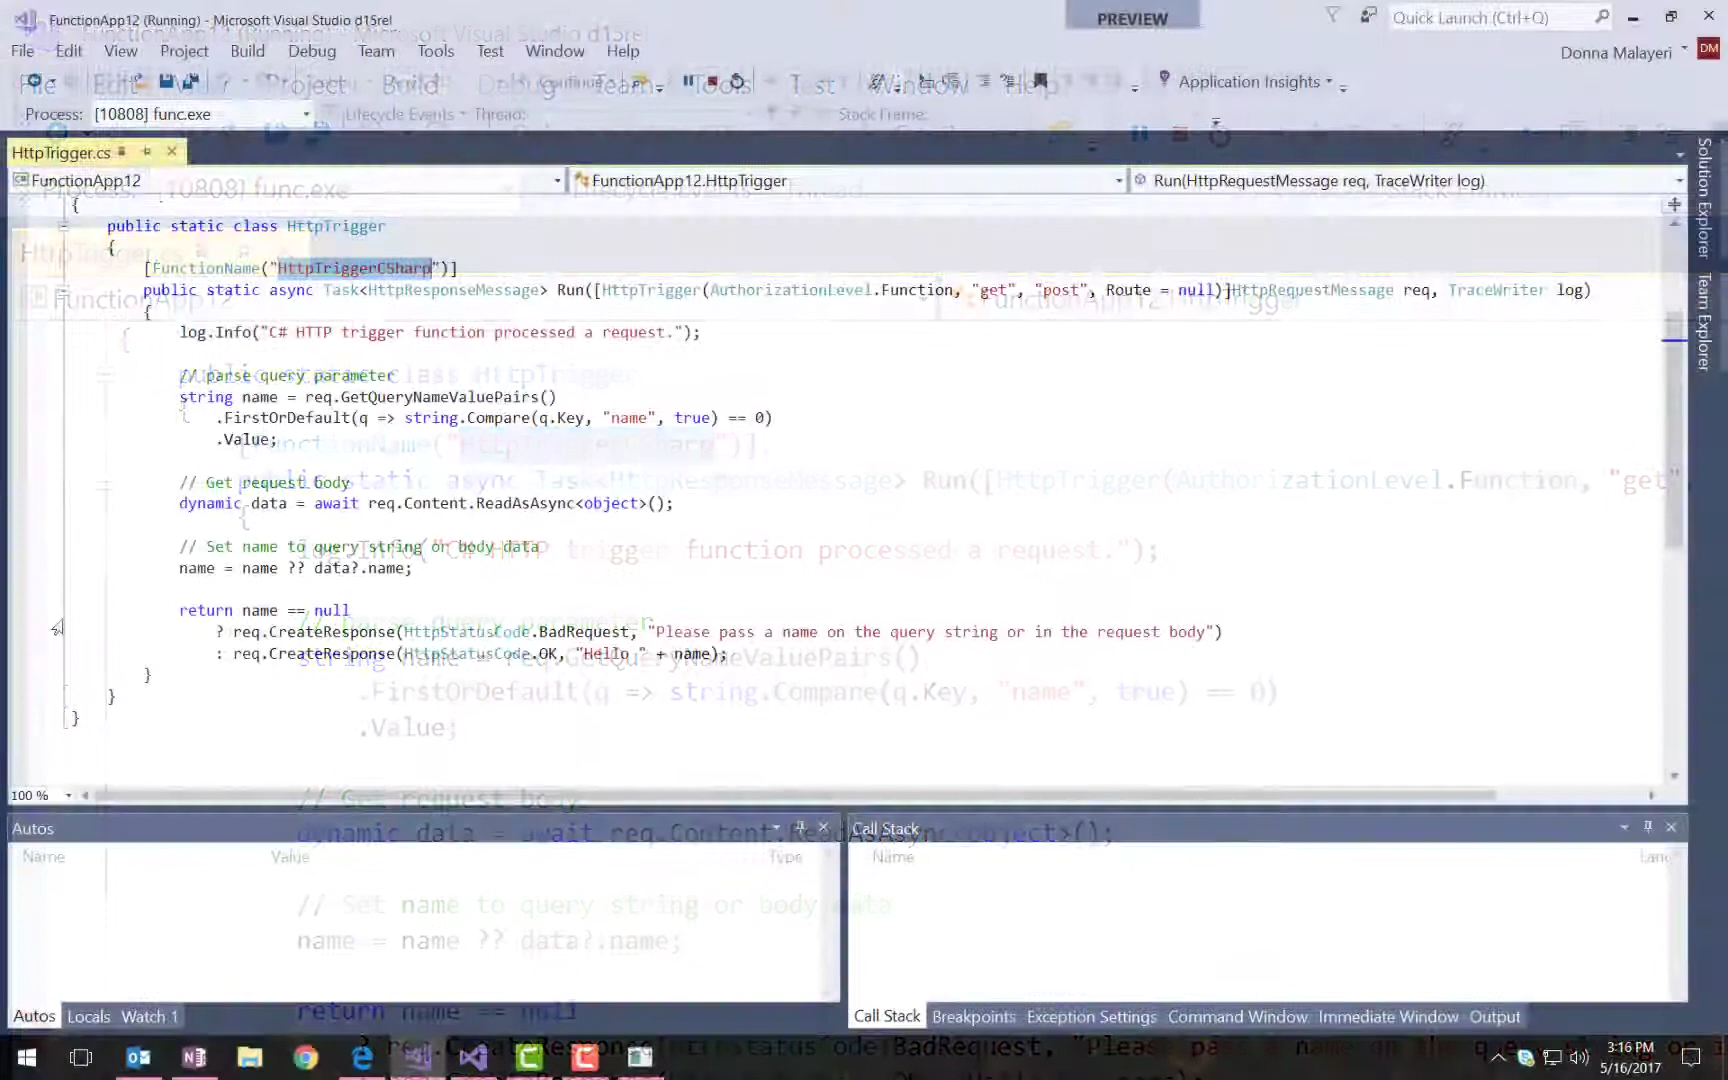 FunctionApp12 (Running) - Microsoft Visual Studio d15rel
PREVIEW
Quick Launch (Ctrl+Q)
File Edit View Project Build Debug Team Tools Test Window Help
Donna Malayeri
DM
Application Insights
Process: [10808] func.exe
Lifecycle Events
Thread:
Stack Frame:
HttpTrigger.cs
FunctionApp12
FunctionApp12.HttpTrigger
Run(HttpRequestMessage req, TraceWriter log)
Solution Explorer
Team Explorer
{
public static class HttpTrigger
{
[FunctionName("HttpTriggerCSharp")]
public static async Task<HttpResponseMessage> Run([HttpTrigger(AuthorizationLevel.Function, "get", "post", Route = null)]HttpRequestMessage req, TraceWriter log)
{
log.Info("C# HTTP trigger function processed a request.");
// parse query parameter
string name = req.GetQueryNameValuePairs()
.FirstOrDefault(q => string.Compare(q.Key, "name", true) == 0)
.Value;
// Get request body
dynamic data = await req.Content.ReadAsAsync<object>();
// Set name to query string or body data
name = name ?? data?.name;
return name == null
? req.CreateResponse(HttpStatusCode.BadRequest, "Please pass a name on the query string or in the request body")
: req.CreateResponse(HttpStatusCode.OK, "Hello " + name);
}
}
}
100 %
Autos
Name Value Type
Call Stack
Name
Autos Locals Watch 1
Call Stack Breakpoints Exception Settings Command Window Immediate Window Output
3:16 PM
5/16/2017